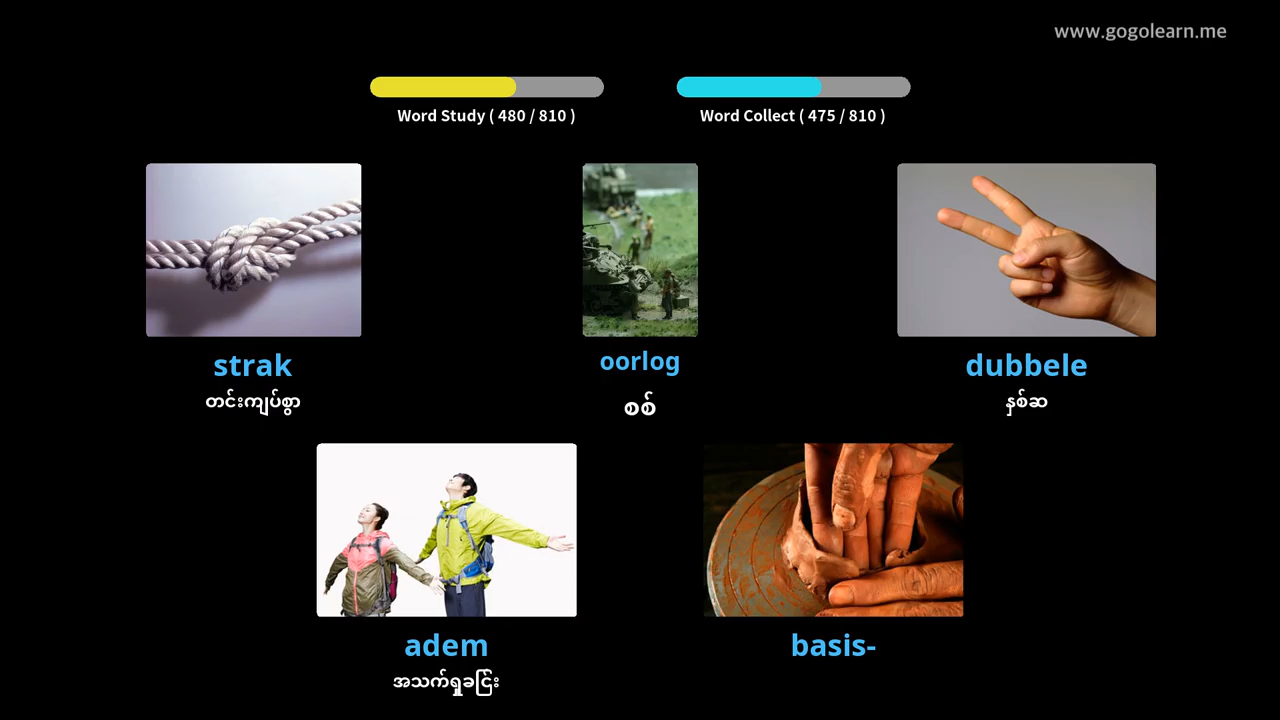 www.gogolearn.me
Word Study ( 480 / 810 )
Word Collect ( 475 / 810 )
strak
တင်းကျပ်စွာ
oorlog
စစ်
dubbele
နှစ်ဆ
adem
အသက်ရှူခြင်း
basis-